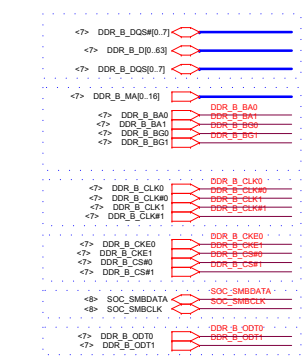 <7> DDR_B_DQS#[0..7]
<7> DDR_B_D[0..63]
<7> DDR_B_DQS[0..7]
<7> DDR_B_MA[0..16]
<7> DDR_B_BA0 DDR_B_BA0
<7> DDR_B_BA1 DDR_B_BA1
<7> DDR_B_BG0 DDR_B_BG0
<7> DDR_B_BG1 DDR_B_BG1
<7> DDR_B_CLK0 DDR_B_CLK0
<7> DDR_B_CLK#0 DDR_B_CLK#0
<7> DDR_B_CLK1 DDR_B_CLK1
<7> DDR_B_CLK#1 DDR_B_CLK#1
<7> DDR_B_CKE0 DDR_B_CKE0
<7> DDR_B_CKE1 DDR_B_CKE1
<7> DDR_B_CS#0 DDR_B_CS#0
<7> DDR_B_CS#1 DDR_B_CS#1
<8> SOC_SMBDATA SOC_SMBDATA
<8> SOC_SMBCLK SOC_SMBCLK
<7> DDR_B_ODT0 DDR_B_ODT0
<7> DDR_B_ODT1 DDR_B_ODT1